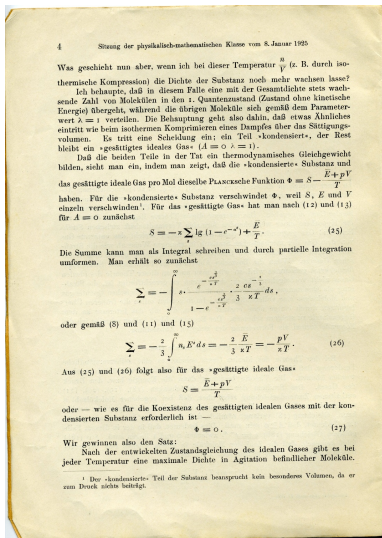 4 Sitzung der physikalisch-mathematischen Klasse vom 8. Januar 1925
Was geschieht nun aber, wenn ich bei dieser Temperatur n/V (z. B. durch iso-
thermische Kompression) die Dichte der Substanz noch mehr wachsen lasse?
Ich behaupte, daß in diesem Falle eine mit der Gesamtdichte stets wach-
sende Zahl von Molekülen in den 1. Quantenzustand (Zustand ohne kinetische
Energie) übergeht, während die übrigen Moleküle sich gemäß dem Parameter-
wert λ = 1 verteilen. Die Behauptung geht also dahin, daß etwas Ähnliches
eintritt wie beim isothermen Komprimieren eines Dampfes über das Sättigungs-
volumen. Es tritt eine Scheidung ein; ein Teil »kondensiert«, der Rest
bleibt ein »gesättigtes ideales Gas« (A = 0 λ = 1).
Daß die beiden Teile in der Tat ein thermodynamisches Gleichgewicht
bilden, sieht man ein, indem man zeigt, daß die »kondensierte« Substanz und
das gesättigte ideale Gas pro Mol dieselbe PLANCKsche Funktion Φ = S − (Ē + pV)/T
haben. Für die »kondensierte« Substanz verschwindet Φ, weil S, E und V
einzeln verschwinden¹. Für das »gesättigte Gas« hat man nach (12) und (13)
für A = 0 zunächst
S = −κ Σ lg (1 − e^−α^s) + Ē/T. (25)
Die Summe kann man als Integral schreiben und durch partielle Integration
umformen. Man erhält so zunächst
oder gemäß (8) und (11) und (15)
Σ = − 2/3 ∫ n_s E^s ds = − 2/3 Ē/κT = − pV/κT. (26)
Aus (25) und (26) folgt also für das »gesättigte ideale Gas«
S = (Ē + pV)/T
oder — wie es für die Koexistenz des gesättigten idealen Gases mit der kon-
densierten Substanz erforderlich ist —
Φ = 0. (27)
Wir gewinnen also den Satz:
Nach der entwickelten Zustandsgleichung des idealen Gases gibt es bei
jeder Temperatur eine maximale Dichte in Agitation befindlicher Moleküle.
¹ Der »kondensierte« Teil der Substanz beansprucht kein besonderes Volumen, da er
zum Druck nichts beiträgt.